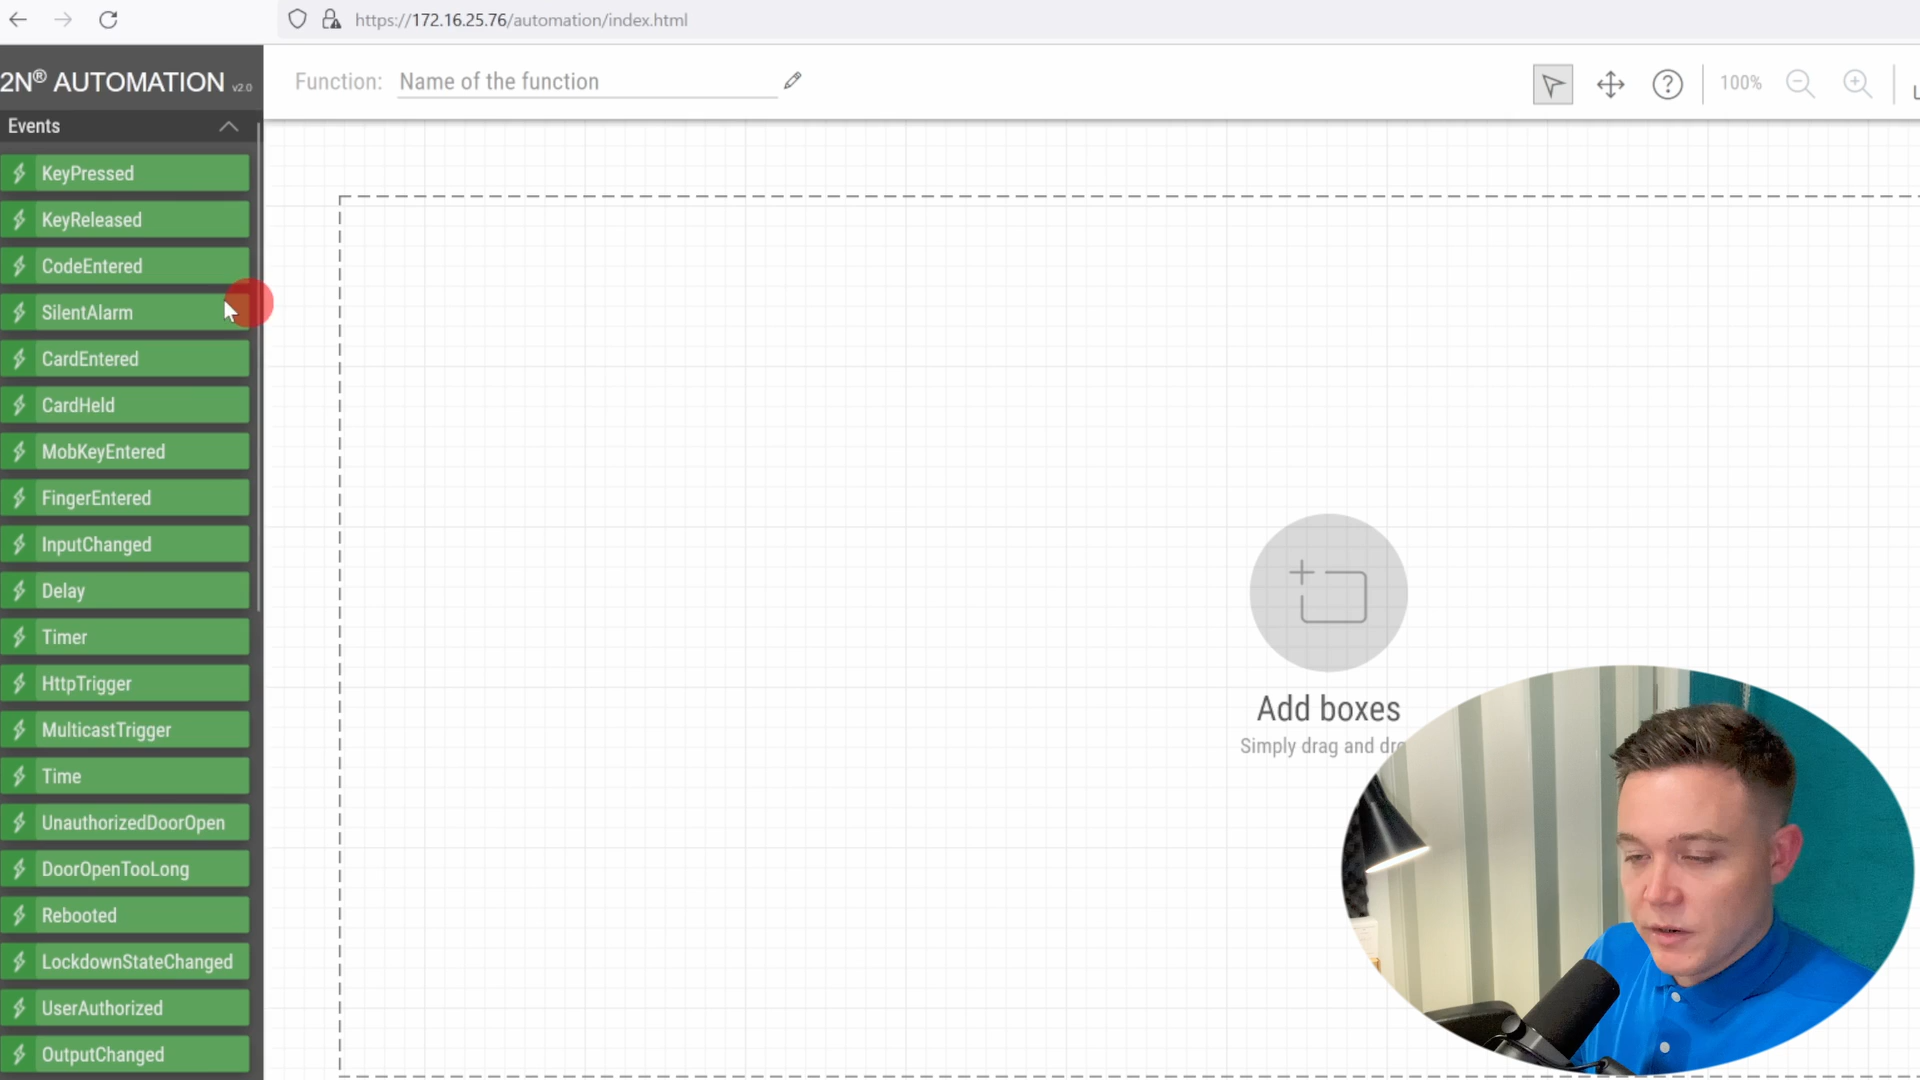 https://172.16.25.76/automation/index.html
2N® AUTOMATION v2.0
Function: Name of the function
100%
Events
KeyPressed
KeyReleased
CodeEntered
SilentAlarm
CardEntered
CardHeld
MobKeyEntered
FingerEntered
InputChanged
Delay
Timer
HttpTrigger
MulticastTrigger
Time
UnauthorizedDoorOpen
DoorOpenTooLong
Rebooted
LockdownStateChanged
UserAuthorized
OutputChanged
Add boxes
Simply drag and